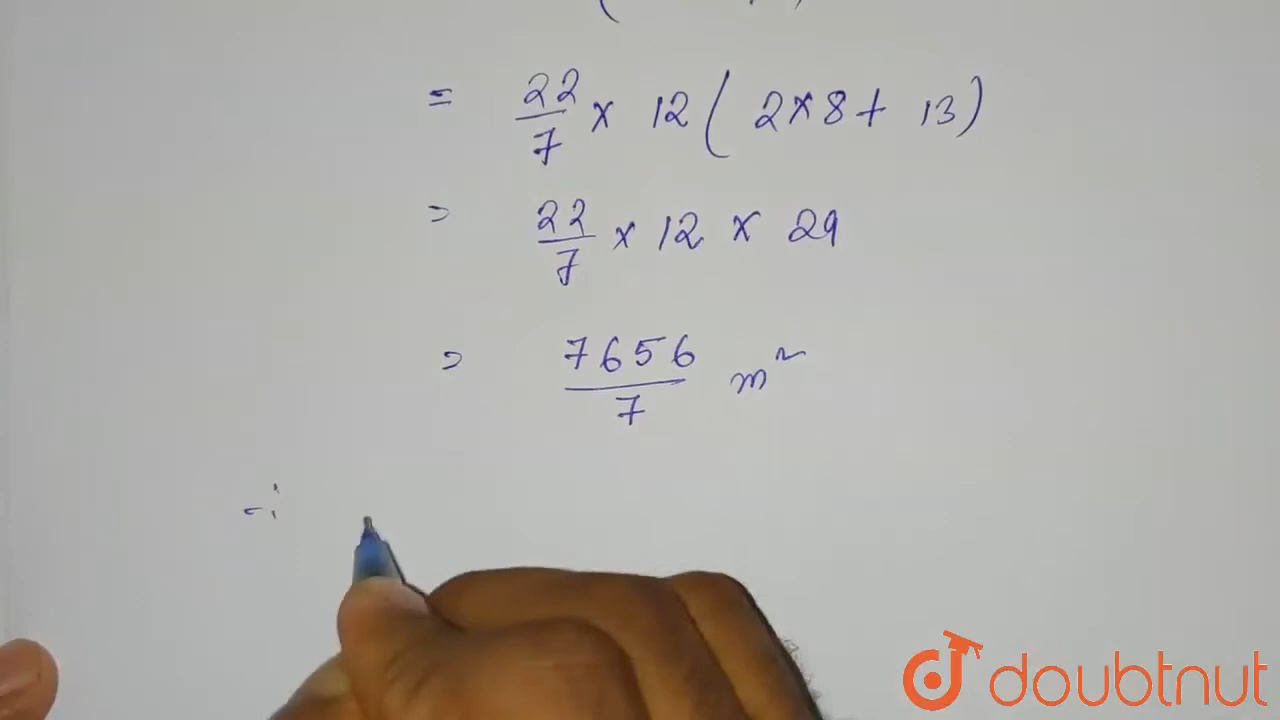 = 22/7 × 12 ( 2×8+ 13)
= 22/7 × 12 × 29
= 7656/7 m²
∴
doubtnut